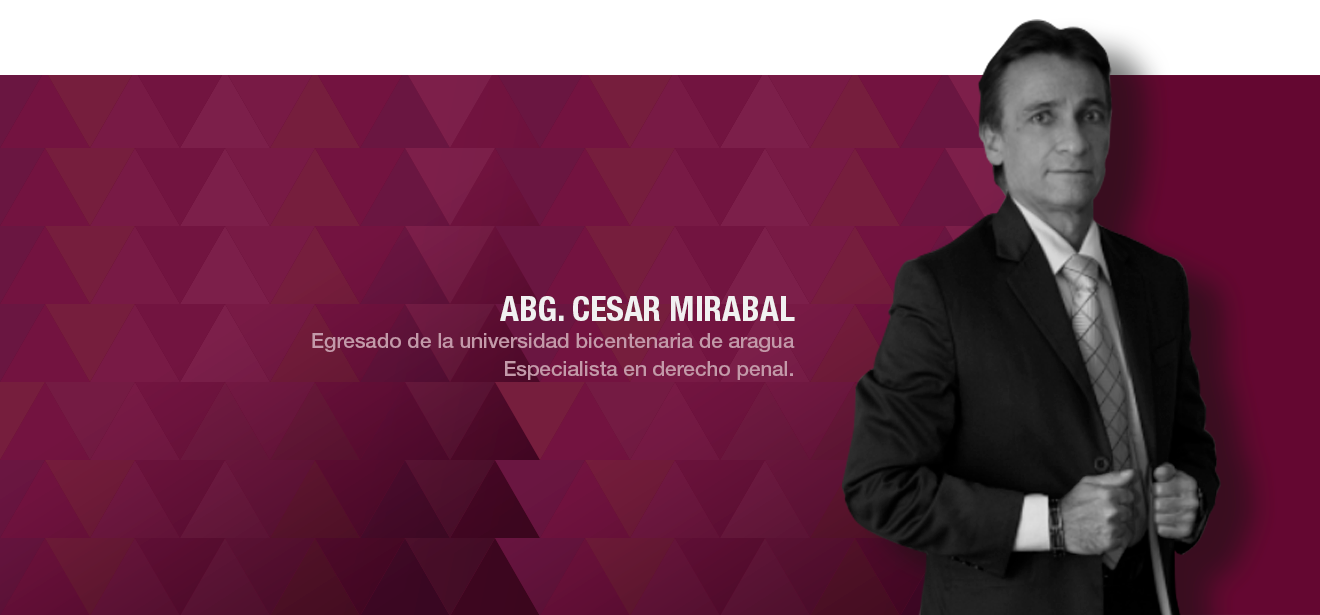 ABG. CESAR MIRABAL
Egresado de la universidad bicentenaria de aragua
Especialista en derecho penal.